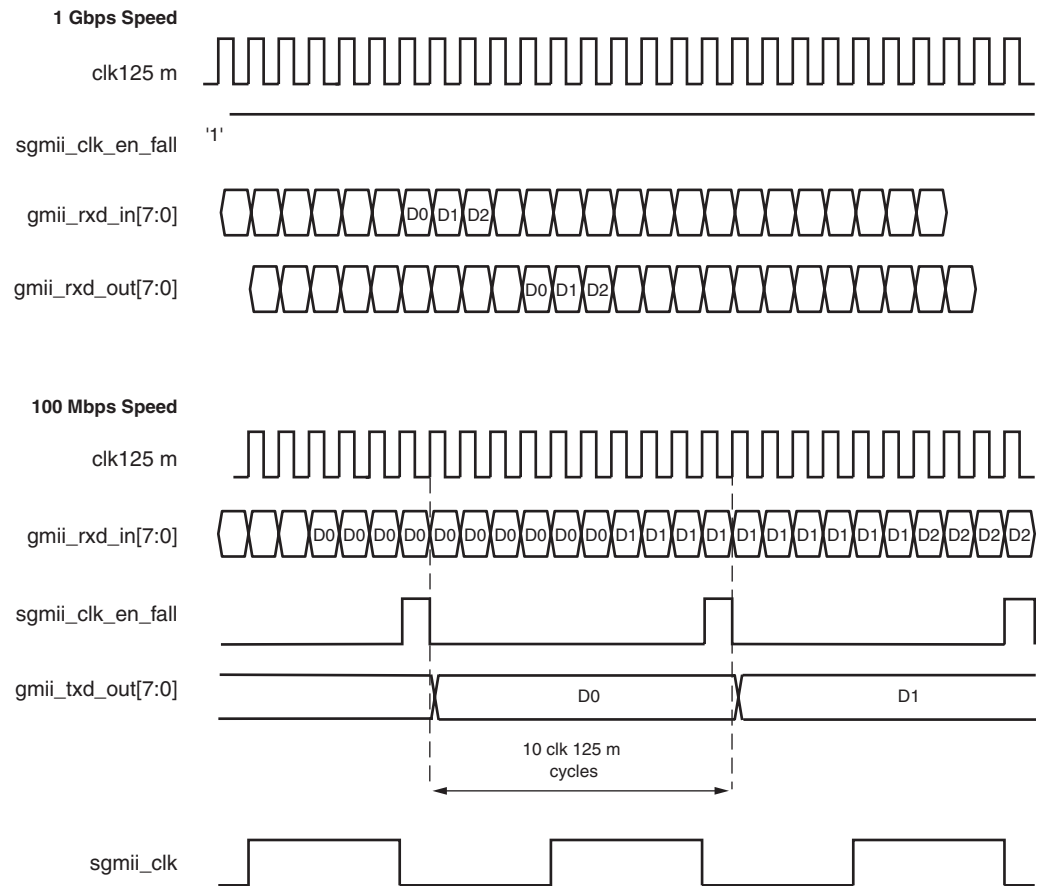 1 Gbps Speed
clk125 m
'1'
sgmii_clk_en_fall
gmii_rxd_in[7:0]
D0 D1 D2
gmii_rxd_out[7:0]
D0 D1 D2
100 Mbps Speed
clk125 m
gmii_rxd_in[7:0]
D0 D0 D0 D0 D0 D0 D0 D0 D0 D0 D1 D1 D1 D1 D1 D1 D1 D1 D1 D1 D2 D2 D2 D2
sgmii_clk_en_fall
gmii_txd_out[7:0]
D0
D1
10 clk 125 m
cycles
sgmii_clk